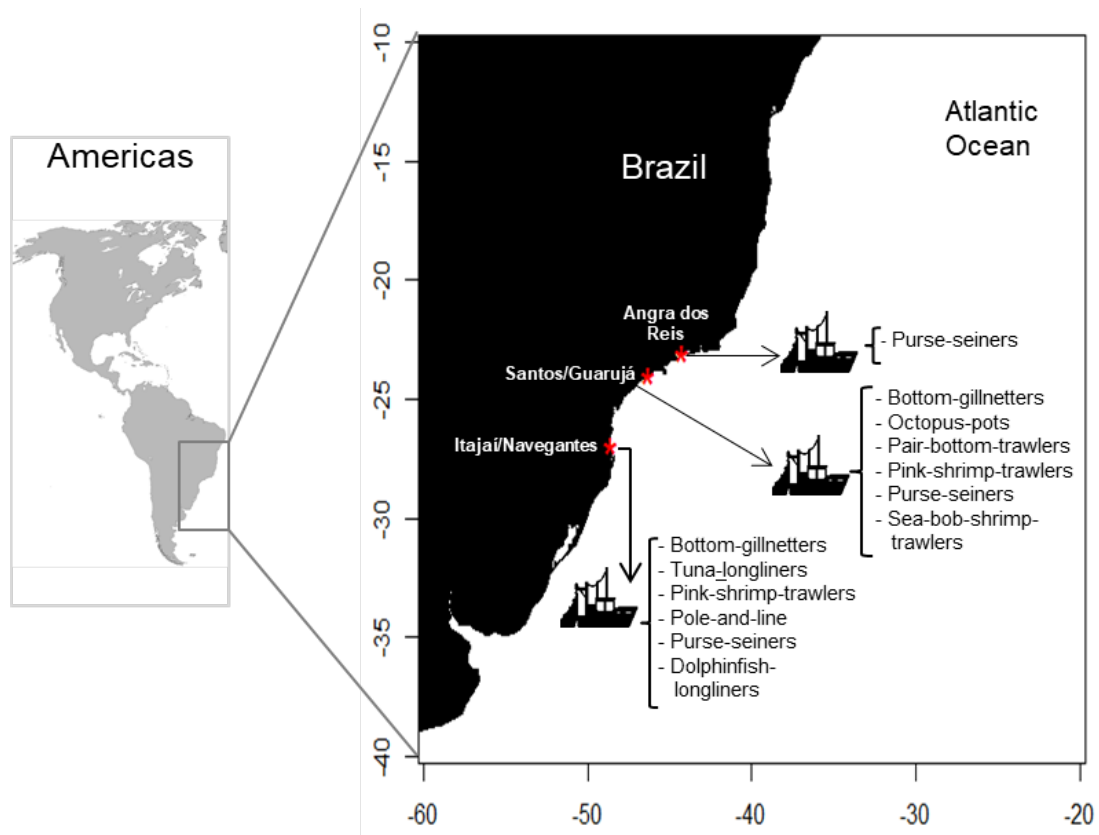 Americas
-10
-15
-20
-25
-30
-35
-40
-60
-50
-40
-30
-20
Atlantic
Ocean
Brazil
Angra dos
Reis
Santos/Guarujá
Itajaí/Navegantes
- Purse-seiners
- Bottom-gillnetters
- Octopus-pots
- Pair-bottom-trawlers
- Pink-shrimp-trawlers
- Purse-seiners
- Sea-bob-shrimp-
trawlers
- Bottom-gillnetters
- Tuna_longliners
- Pink-shrimp-trawlers
- Pole-and-line
- Purse-seiners
- Dolphinfish-
longliners